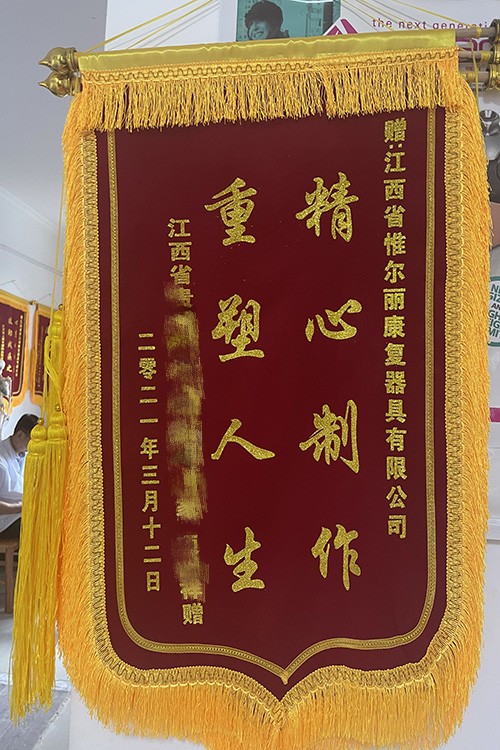 the next generation
赠:江西省惟尔丽康复器具有限公司
精心制作
重塑人生
江西省贵
赠
二零二一年三月十二日